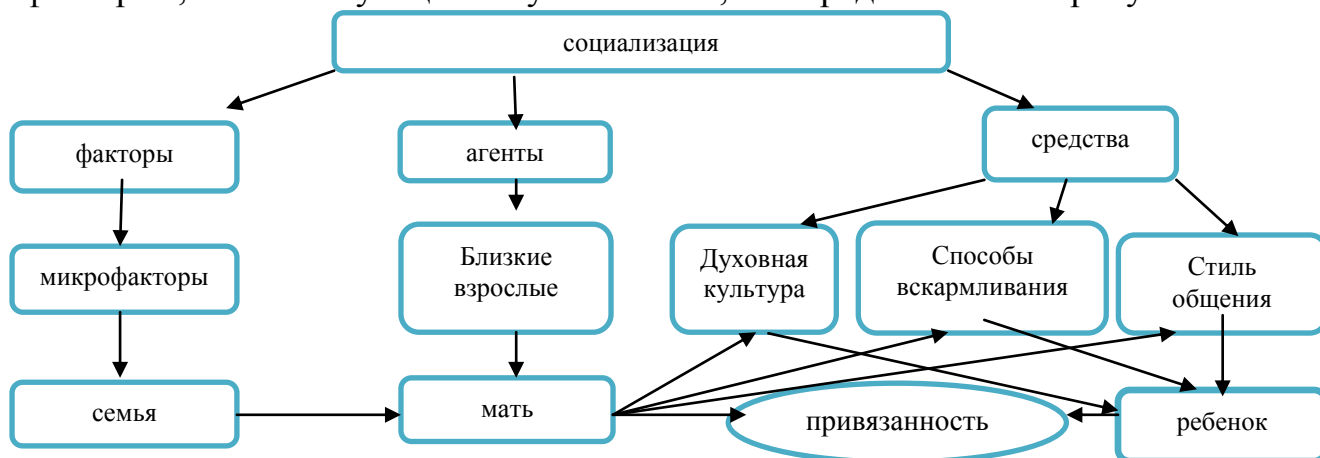 социализация
факторы
агенты
средства
микрофакторы
Близкие
взрослые
Духовная
культура
Способы
вскармливания
Стиль
общения
семья
мать
привязанность
ребенок